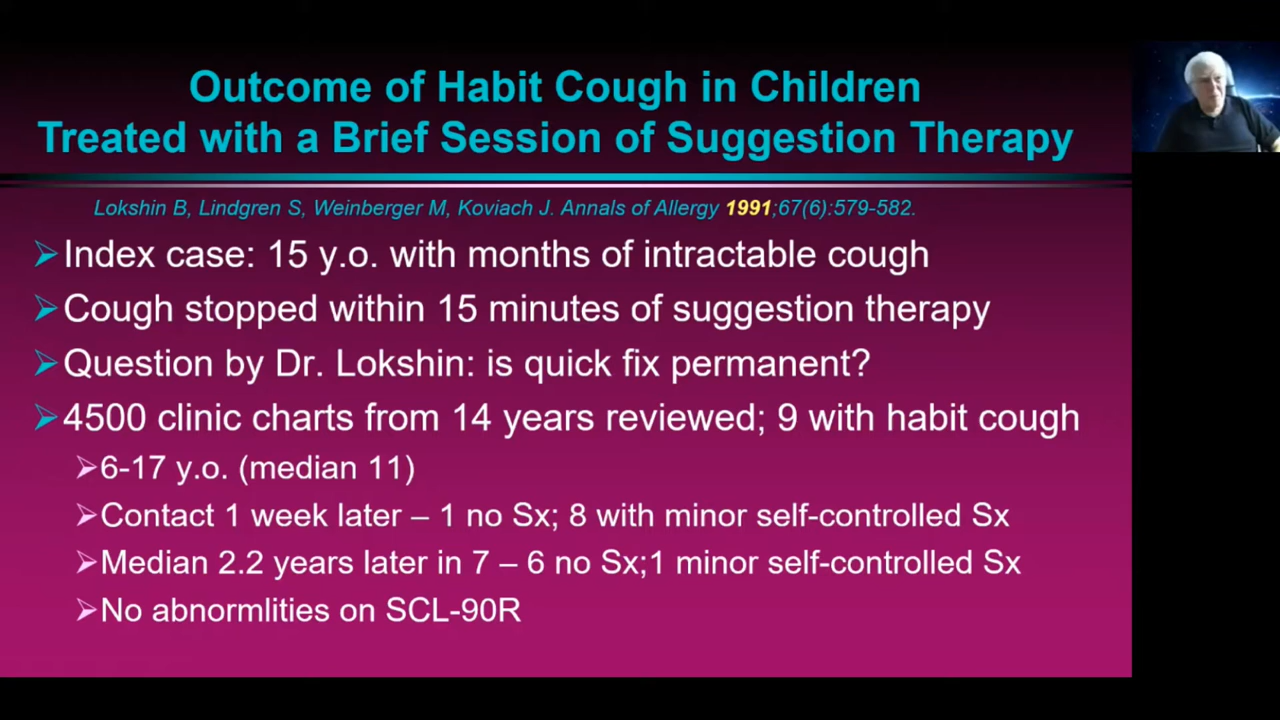 Outcome of Habit Cough in Children
Treated with a Brief Session of Suggestion Therapy
Lokshin B, Lindgren S, Weinberger M, Koviach J. Annals of Allergy 1991;67(6):579-582.
Index case: 15 y.o. with months of intractable cough
Cough stopped within 15 minutes of suggestion therapy
Question by Dr. Lokshin: is quick fix permanent?
4500 clinic charts from 14 years reviewed; 9 with habit cough
6-17 y.o. (median 11)
Contact 1 week later – 1 no Sx; 8 with minor self-controlled Sx
Median 2.2 years later in 7 – 6 no Sx;1 minor self-controlled Sx
No abnormlities on SCL-90R